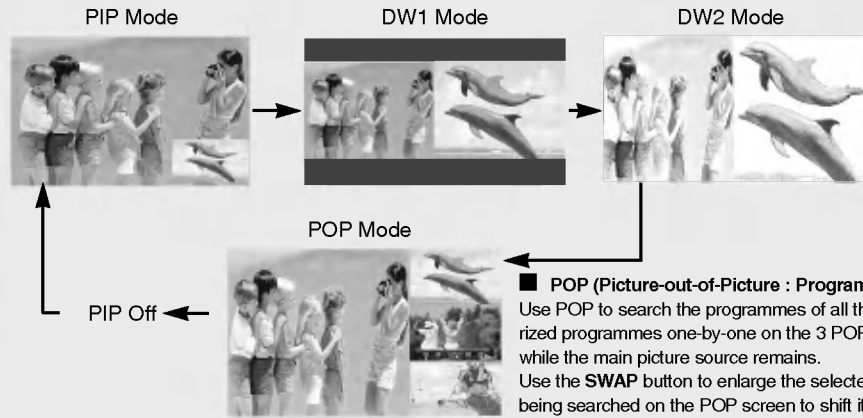 PIP Mode
DW1 Mode
DW2 Mode
POP Mode
PIP Off
POP (Picture-out-of-Picture : Program
Use POP to search the programmes of all th
rized programmes one-by-one on the 3 POP
while the main picture source remains.
Use the SWAP button to enlarge the selecte
being searched on the POP screen to shift i